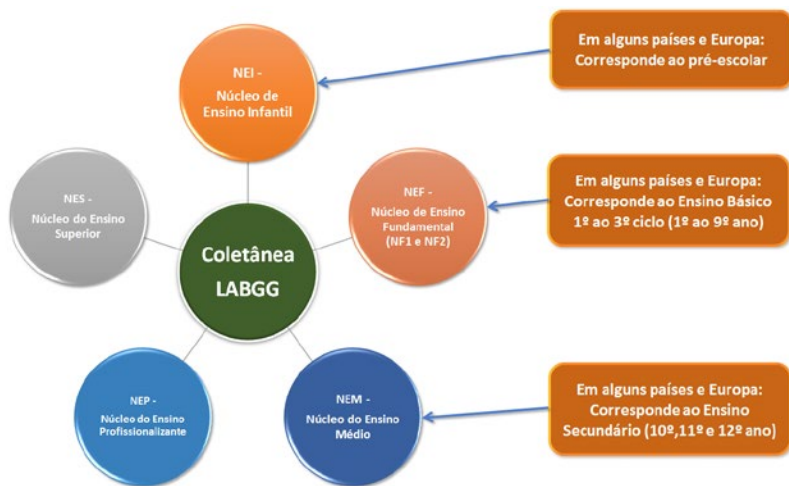 NEI -
Núcleo de
Ensino Infantil
Em alguns países e Europa:
Corresponde ao pré-escolar
NES -
Núcleo do Ensino
Superior
NEF -
Núcleo de Ensino
Fundamental
(NF1 e NF2)
Em alguns países e Europa:
Corresponde ao Ensino Básico
1º ao 3º ciclo (1º ao 9º ano)
Coletânea
LABGG
NEP -
Núcleo do Ensino
Profissionalizante
NEM -
Núcleo do Ensino
Médio
Em alguns países e Europa:
Corresponde ao Ensino
Secundário (10º,11º e 12º ano)